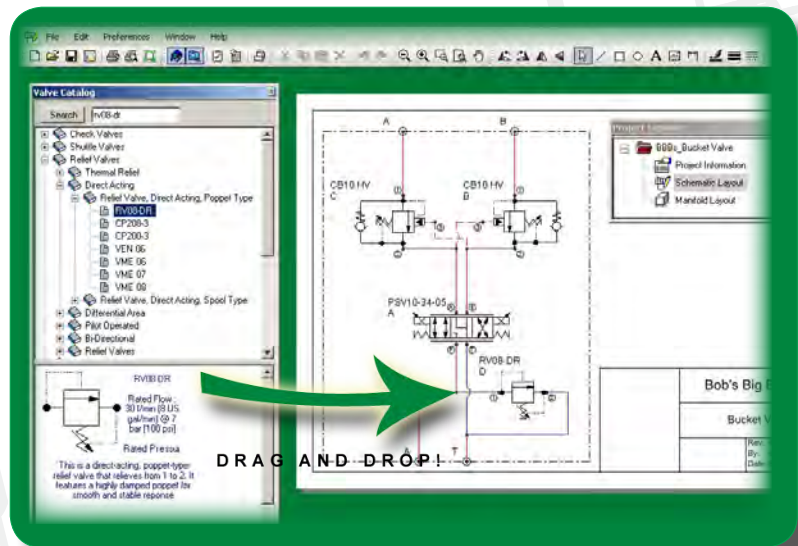 File Edit Preferences Window Help
Valve Catalog
Search rv08-dr
Check Valves
Shuttle Valves
Relief Valves
Thermal Relief
Direct Acting
Relief Valve, Direct Acting, Poppet Type
RV08-DR
CP208-3
CP200-3
VEN 06
VME 06
VME 07
VME 08
Relief Valve, Direct Acting, Spool Type
Differential Area
Pilot Operated
Bi-Directional
Relief Valves
RV08-DR
Rated Flow :
30 l/min [8 US
gal/min] @ 7
bar [100 psi]
Rated Pressu
This is a direct-acting, poppet-type
relief valve that relieves from 1 to 2. It
features a highly damped poppet for
smooth and stable reponse
DRAG AND DROP!
A B
CB10-HV
C
CB10-HV
B
PSV10-34-05
A
RV08-DR
D
T
BBBs_Bucket Valve
Project Information
Schematic Layout
Manifold Layout
Bob's Big
Bucket V
Rev:
By:
Date: